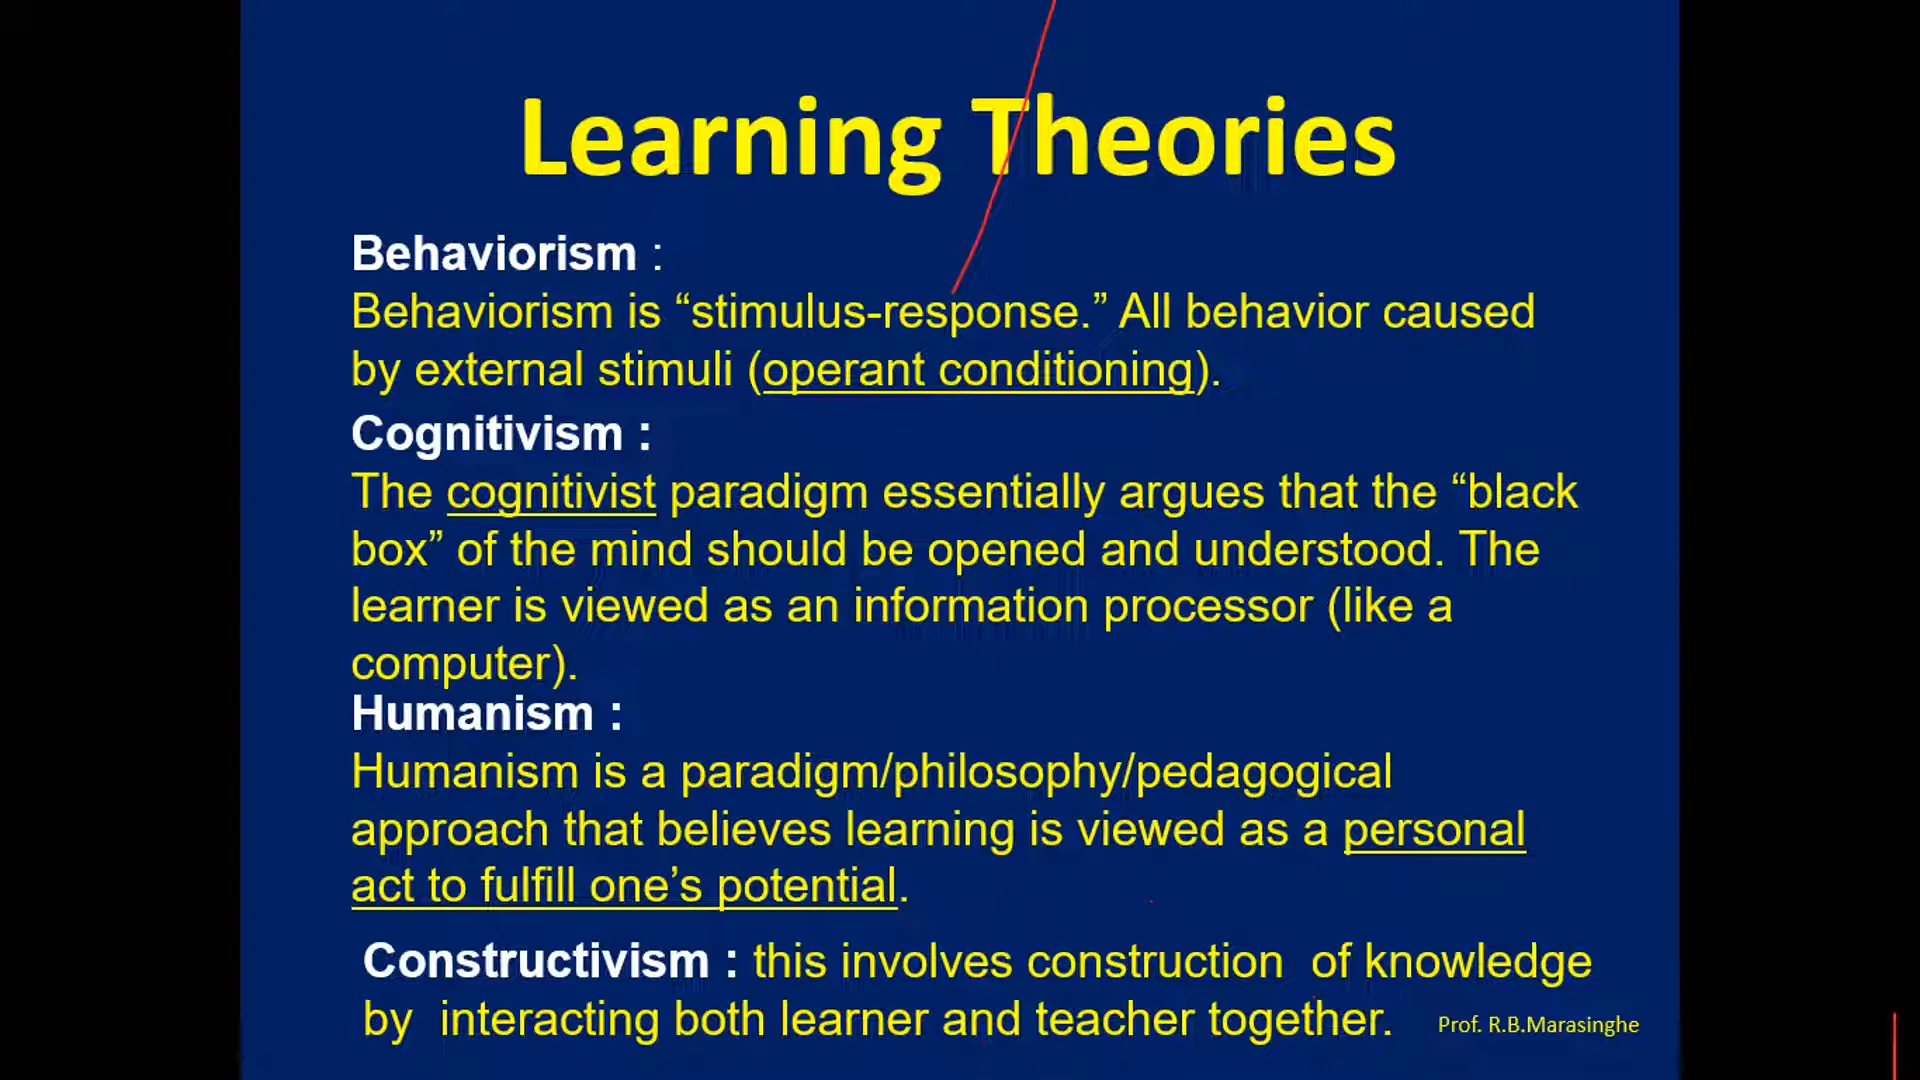 Learning Theories
Behaviorism :
Behaviorism is “stimulus-response.” All behavior caused
by external stimuli (operant conditioning).
Cognitivism :
The cognitivist paradigm essentially argues that the “black
box” of the mind should be opened and understood. The
learner is viewed as an information processor (like a
computer).
Humanism :
Humanism is a paradigm/philosophy/pedagogical
approach that believes learning is viewed as a personal
act to fulfill one’s potential.
Constructivism : this involves construction  of knowledge
by  interacting both learner and teacher together.
Prof. R.B.Marasinghe